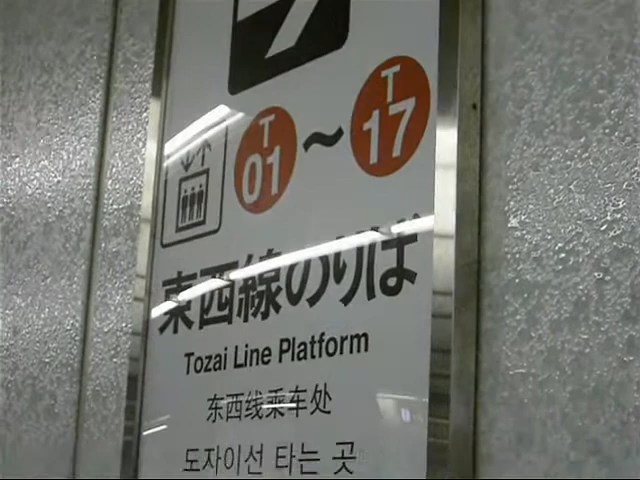 T 01 ～ T 17
東西線のりば
Tozai Line Platform
东西线乘车处
도자이선 타는 곳